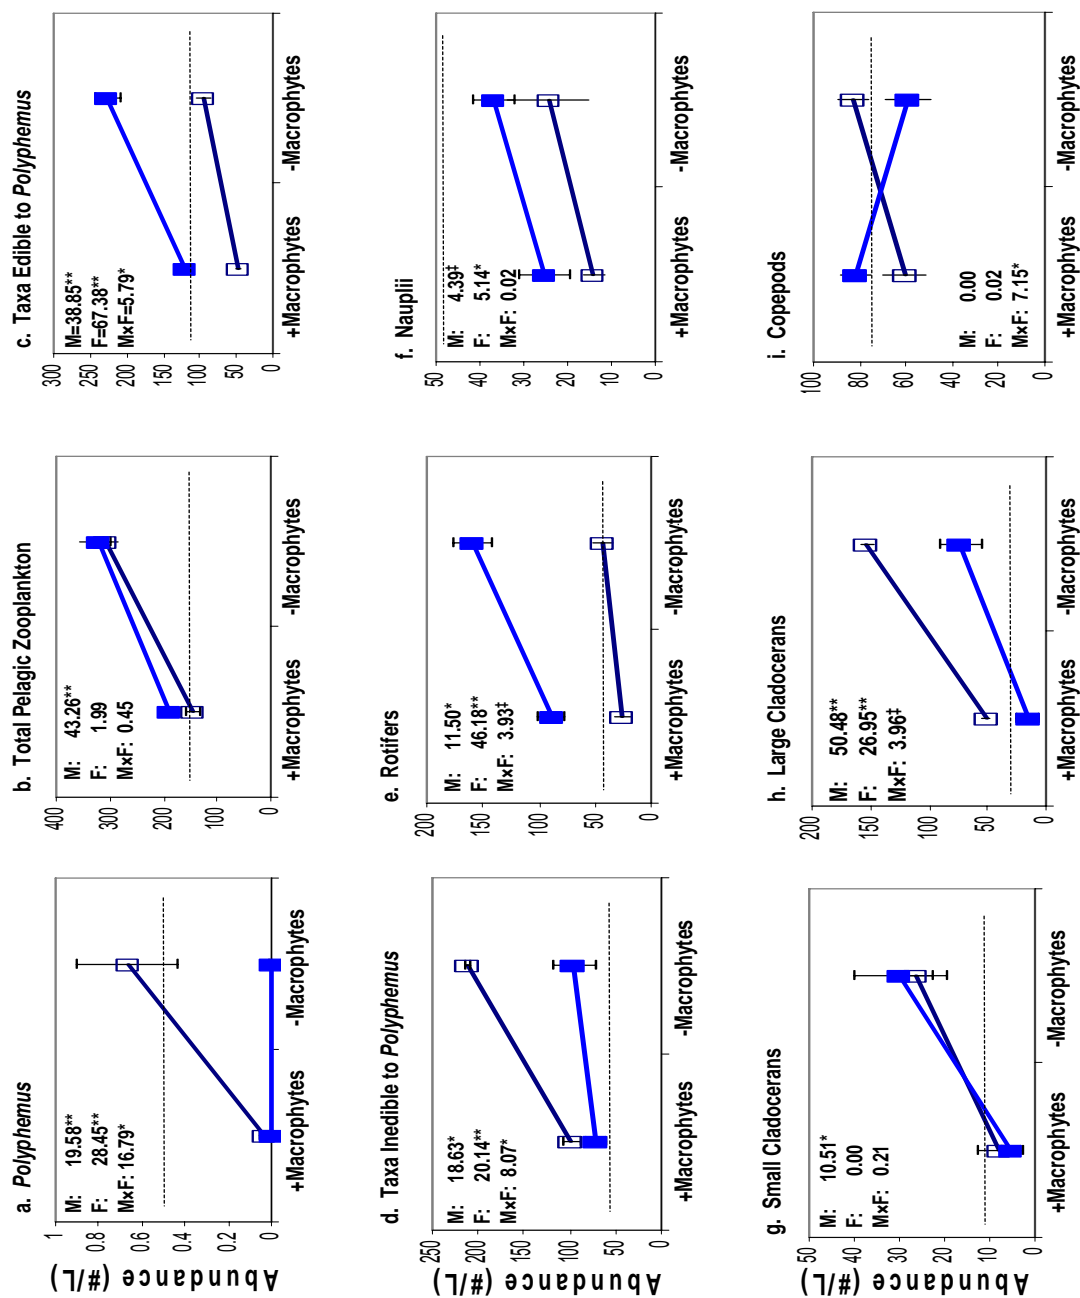 a. Polyphemus
M: 19.58**
F: 28.45**
MxF: 16.79*
1
0.8
0.6
0.4
0.2
0
+Macrophytes -Macrophytes
Abundance (#/L)
b. Total Pelagic Zooplankton
M: 43.26**
F: 1.99
MxF: 0.45
400
300
200
100
0
+Macrophytes -Macrophytes
c. Taxa Edible to Polyphemus
M=38.85**
F=67.38**
MxF=5.79*
300
250
200
150
100
50
0
+Macrophytes -Macrophytes
d. Taxa Inedible to Polyphemus
M: 18.63*
F: 20.14**
MxF: 8.07*
250
200
150
100
50
0
+Macrophytes -Macrophytes
Abundance (#/L)
e. Rotifers
M: 11.50*
F: 46.18**
MxF: 3.93‡
200
150
100
50
0
+Macrophytes -Macrophytes
f. Nauplii
M: 4.39‡
F: 5.14*
MxF: 0.02
50
40
30
20
10
0
+Macrophytes -Macrophytes
g. Small Cladocerans
M: 10.51*
F: 0.00
MxF: 0.21
50
40
30
20
10
0
+Macrophytes -Macrophytes
Abundance (#/L)
h. Large Cladocerans
M: 50.48**
F: 26.95**
MxF: 3.96‡
200
150
100
50
0
+Macrophytes -Macrophytes
i. Copepods
M: 0.00
F: 0.02
MxF: 7.15*
100
80
60
40
20
0
+Macrophytes -Macrophytes